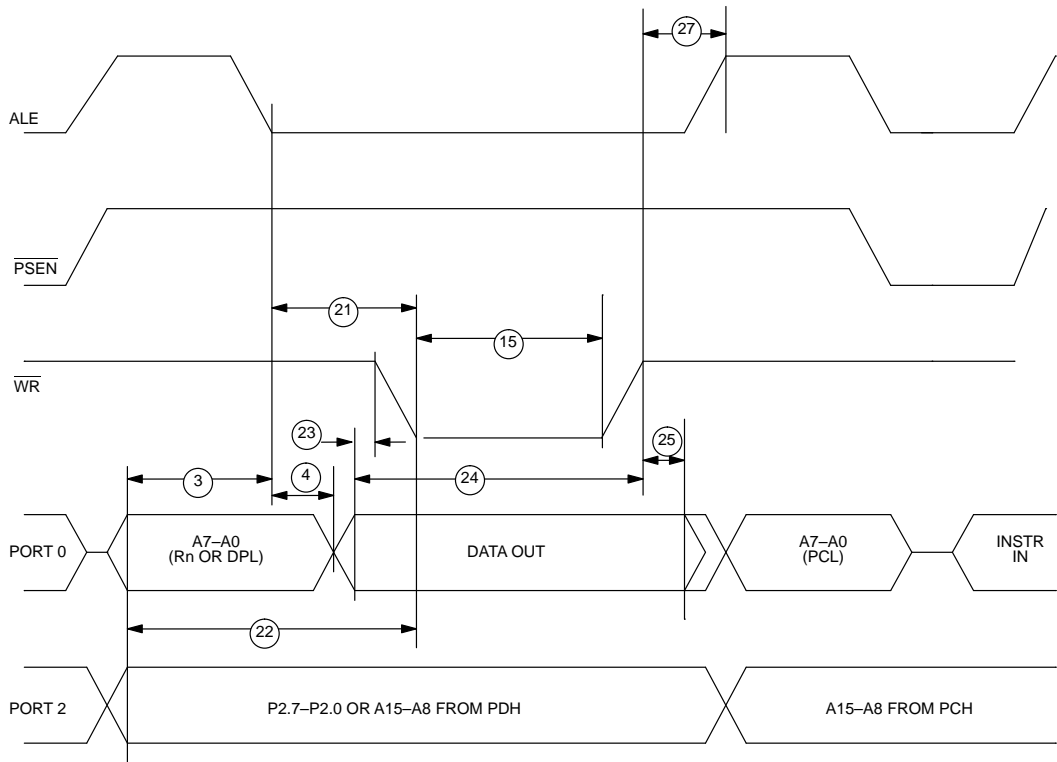 27
ALE
PSEN
21
15
WR
23
25
3
4
24
PORT 0
A7–A0
(Rn OR DPL)
DATA OUT
A7–A0
(PCL)
INSTR
IN
22
PORT 2
P2.7–P2.0 OR A15–A8 FROM PDH
A15–A8 FROM PCH